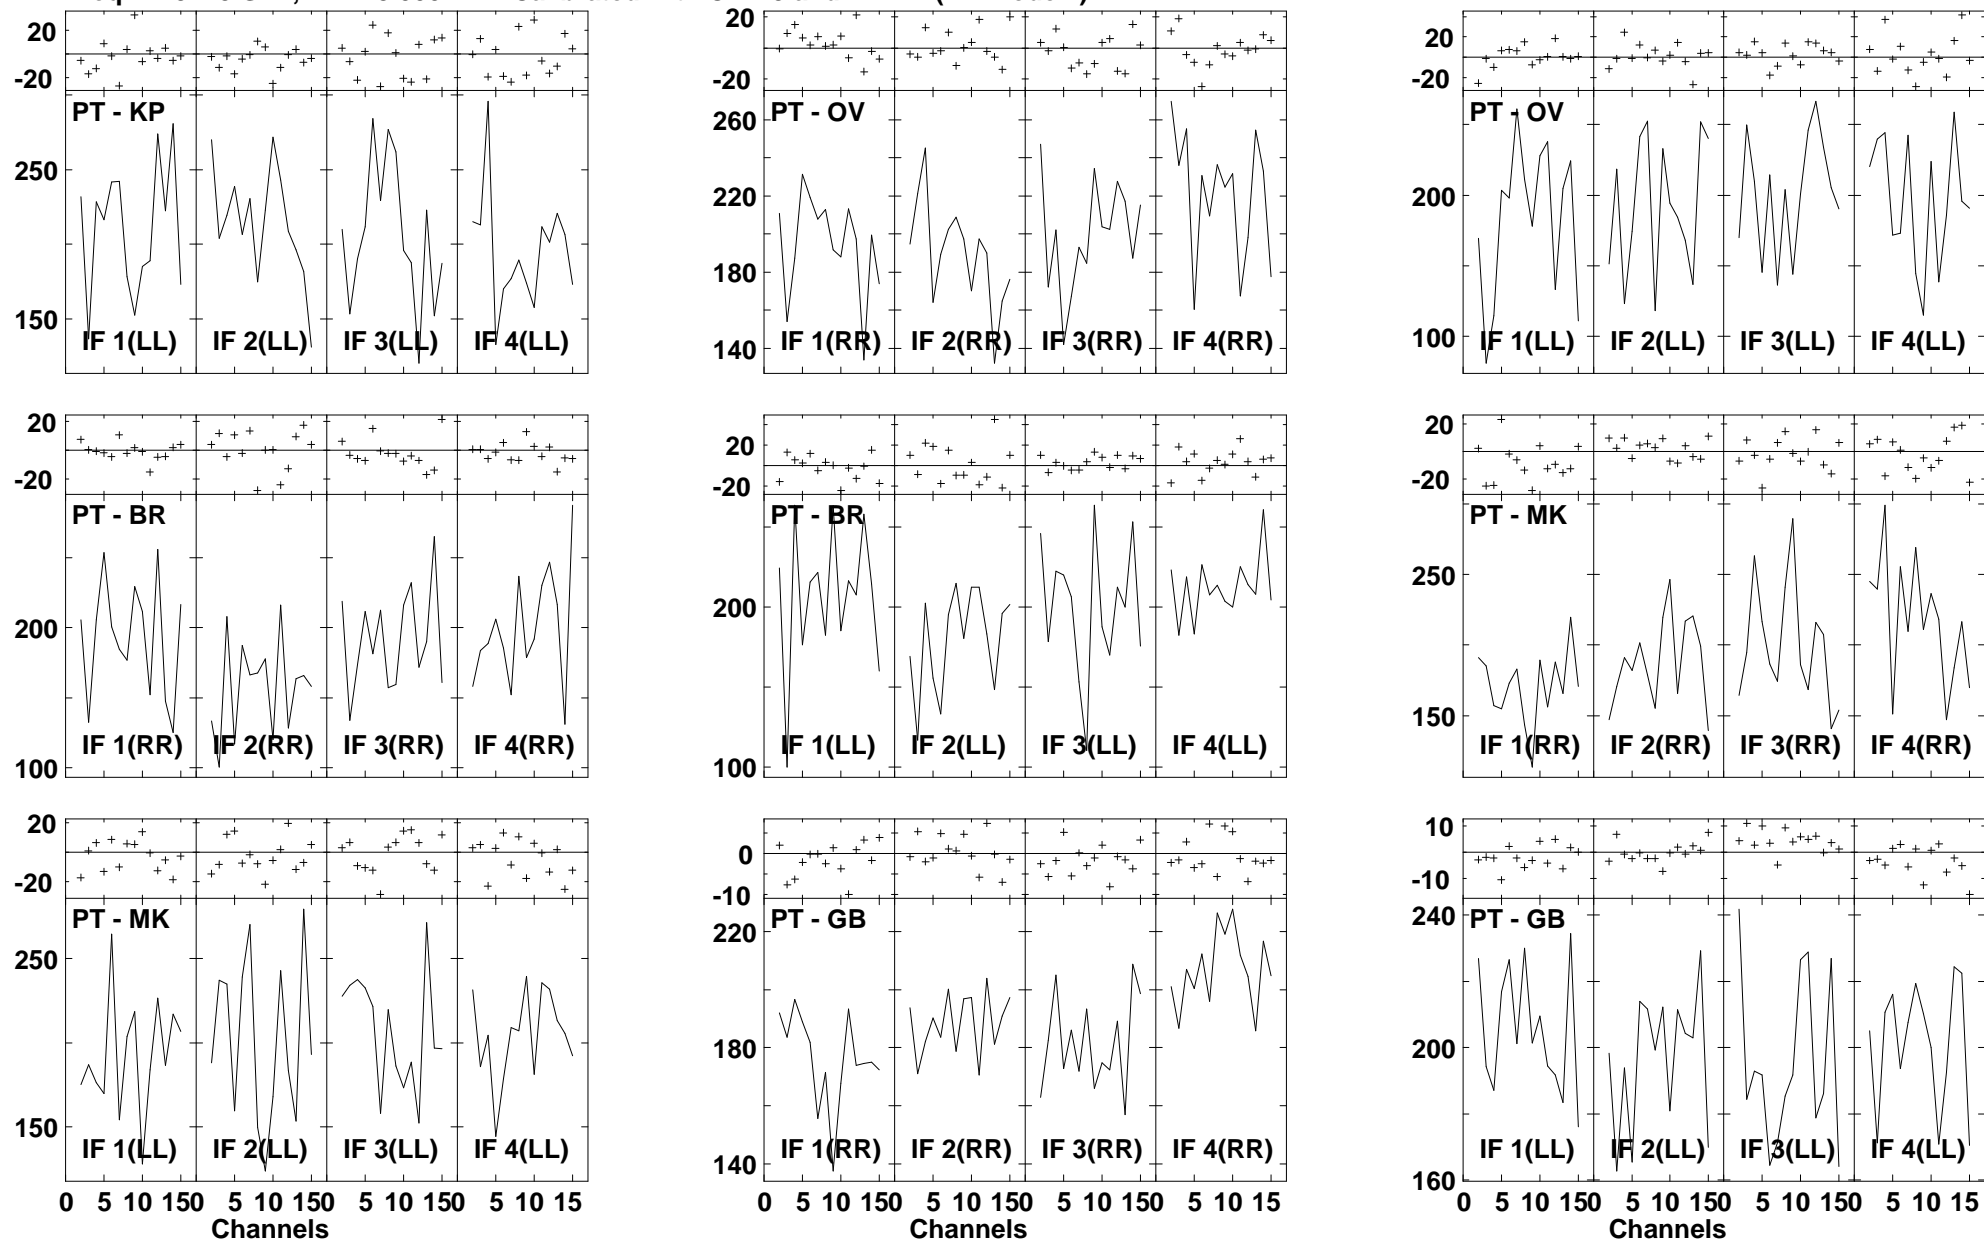 20
-20
PT - KP
250
150
IF 1(LL) IF 2(LL) IF 3(LL) IF 4(LL)
20
-20
PT - OV
260
220
180
140
IF 1(RR) IF 2(RR) IF 3(RR) IF 4(RR)
20
-20
PT - OV
200
100
IF 1(LL) IF 2(LL) IF 3(LL) IF 4(LL)
20
-20
PT - BR
200
100
IF 1(RR) IF 2(RR) IF 3(RR) IF 4(RR)
20
-20
PT - BR
200
100
IF 1(LL) IF 2(LL) IF 3(LL) IF 4(LL)
20
-20
PT - MK
250
150
IF 1(RR) IF 2(RR) IF 3(RR) IF 4(RR)
20
-20
PT - MK
250
150
IF 1(LL) IF 2(LL) IF 3(LL) IF 4(LL)
0 5 10 150 5 10 150 5 10 150 5 10 15
Channels
0
-10
PT - GB
220
180
140
IF 1(RR) IF 2(RR) IF 3(RR) IF 4(RR)
0 5 10 150 5 10 150 5 10 150 5 10 15
Channels
10
-10
PT - GB
240
200
160
IF 1(LL) IF 2(LL) IF 3(LL) IF 4(LL)
0 5 10 150 5 10 150 5 10 150 5 10 15
Channels